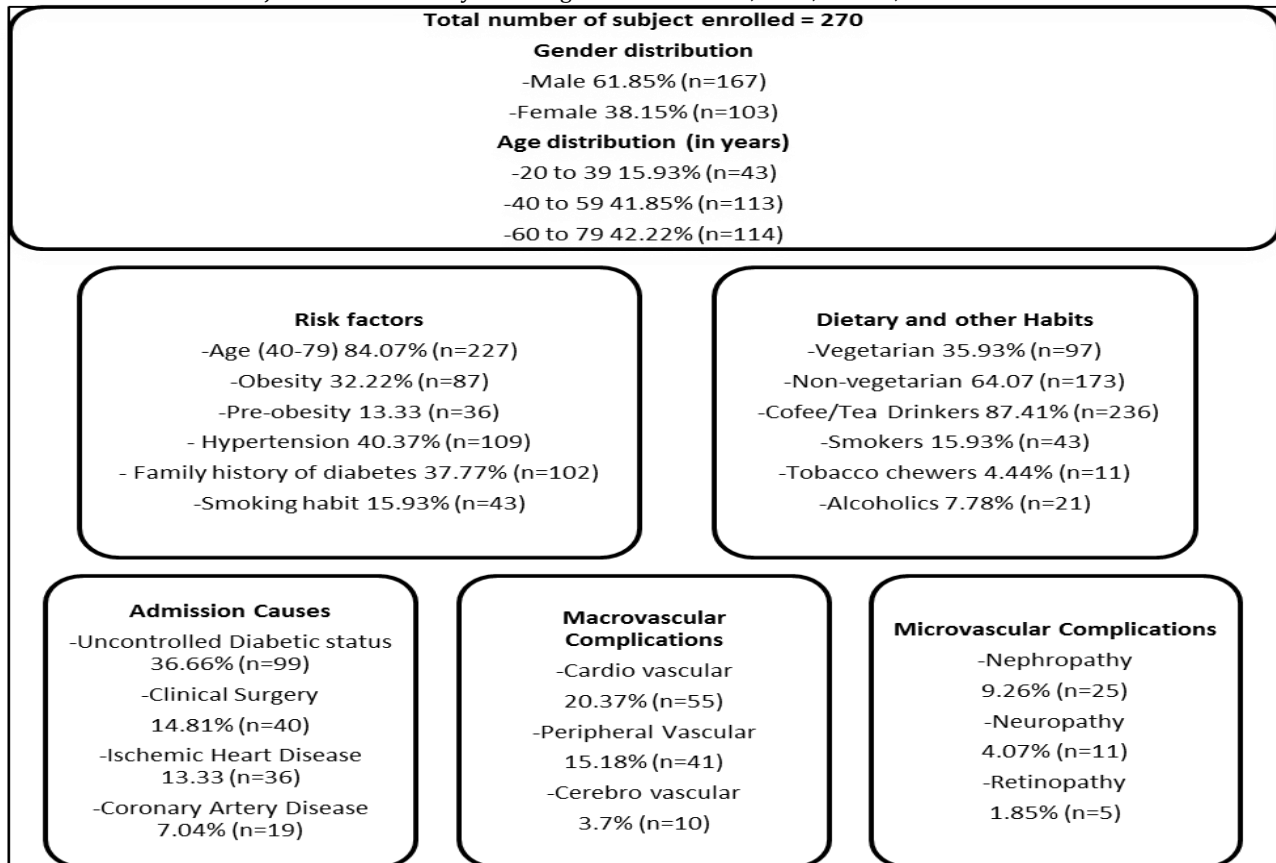 Total number of subject enrolled = 270
Gender distribution
-Male 61.85% (n=167)
-Female 38.15% (n=103)
Age distribution (in years)
-20 to 39 15.93% (n=43)
-40 to 59 41.85% (n=113)
-60 to 79 42.22% (n=114)
Risk factors
-Age (40-79) 84.07% (n=227)
-Obesity 32.22% (n=87)
-Pre-obesity 13.33 (n=36)
- Hypertension 40.37% (n=109)
- Family history of diabetes 37.77% (n=102)
-Smoking habit 15.93% (n=43)
Dietary and other Habits
-Vegetarian 35.93% (n=97)
-Non-vegetarian 64.07 (n=173)
-Cofee/Tea Drinkers 87.41% (n=236)
-Smokers 15.93% (n=43)
-Tobacco chewers 4.44% (n=11)
-Alcoholics 7.78% (n=21)
Admission Causes
-Uncontrolled Diabetic status
36.66% (n=99)
-Clinical Surgery
14.81% (n=40)
-Ischemic Heart Disease
13.33 (n=36)
-Coronary Artery Disease
7.04% (n=19)
Macrovascular
Complications
-Cardio vascular
20.37% (n=55)
-Peripheral Vascular
15.18% (n=41)
-Cerebro vascular
3.7% (n=10)
Microvascular Complications
-Nephropathy
9.26% (n=25)
-Neuropathy
4.07% (n=11)
-Retinopathy
1.85% (n=5)